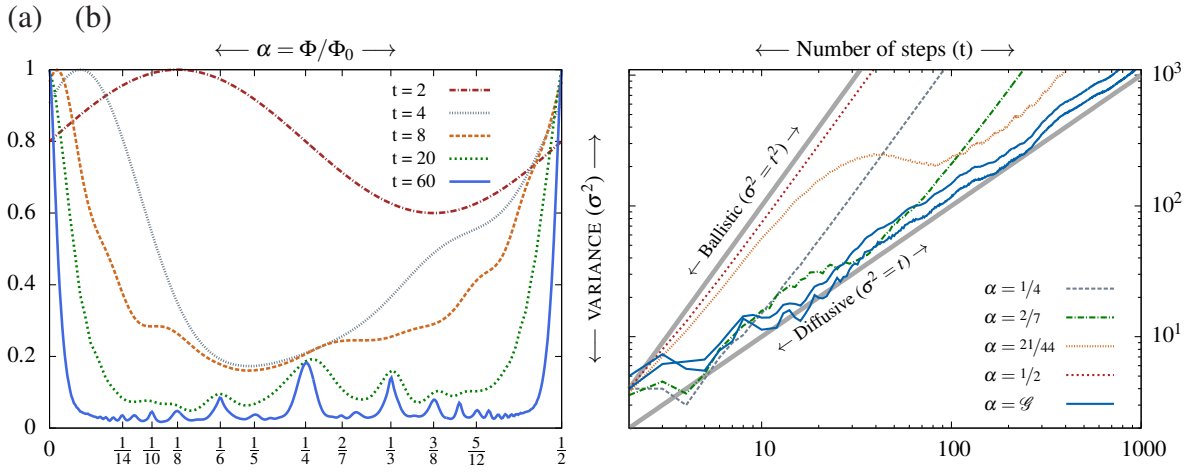 (a) (b)
⟵ α = Φ/Φ₀ ⟶
1
0.8
0.6
0.4
0.2
0
t = 2
t = 4
t = 8
t = 20
t = 60
0 1/14 1/10 1/8 1/6 1/5 1/4 2/7 1/3 3/8 5/12 1/2
⟵ VARIANCE (σ²) ⟶
⟵ Number of steps (t) ⟶
← Ballistic (σ² = t²) →
← Diffusive (σ² = t) →
α = 1/4
α = 2/7
α = 21/44
α = 1/2
α = 𝒢
10³
10²
10¹
10 100 1000